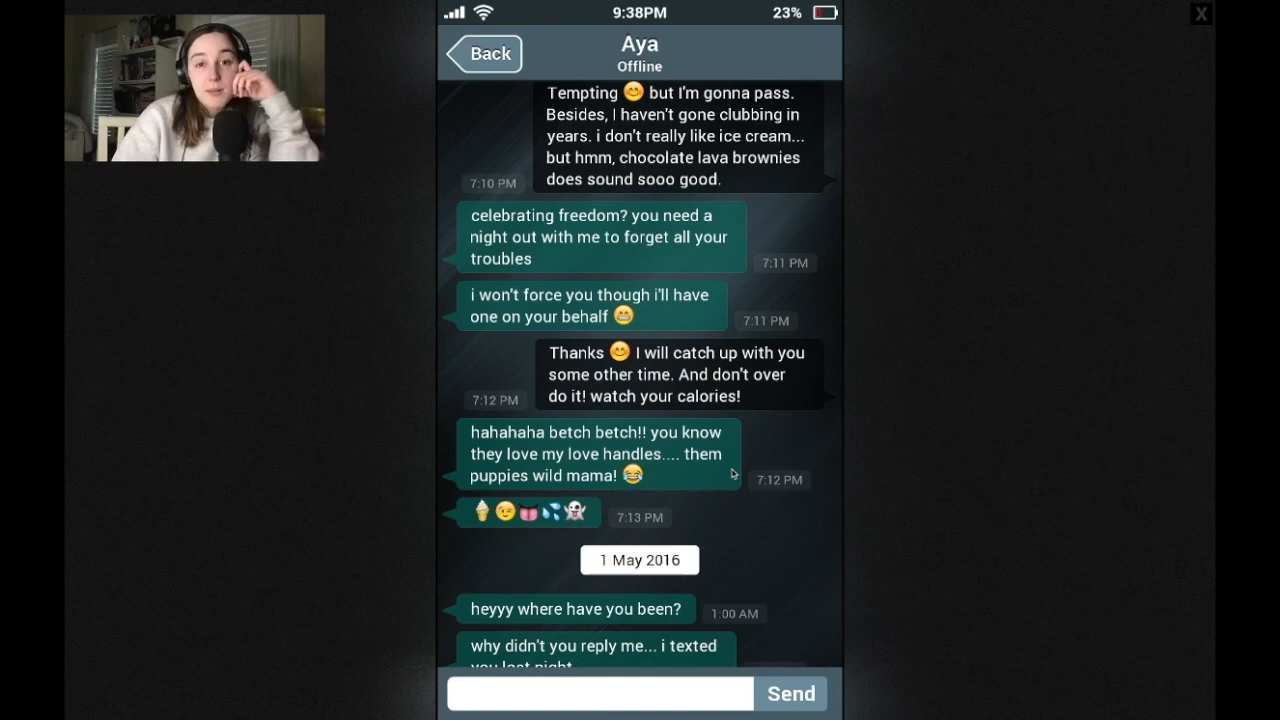 9:38PM
23%
X
Back
Aya
Offline
Tempting 😊 but I'm gonna pass.
Besides, I haven't gone clubbing in
years. i don't really like ice cream...
but hmm, chocolate lava brownies
does sound sooo good.
7:10 PM
celebrating freedom? you need a
night out with me to forget all your
troubles
7:11 PM
i won't force you though i'll have
one on your behalf 😁
7:11 PM
Thanks 😊 I will catch up with you
some other time. And don't over
do it! watch your calories!
7:12 PM
hahahaha betch betch!! you know
they love my love handles.... them
puppies wild mama! 😂
7:12 PM
🍦😉👅💦👻
7:13 PM
1 May 2016
heyyy where have you been?
1:00 AM
why didn't you reply me... i texted
you last night
Send